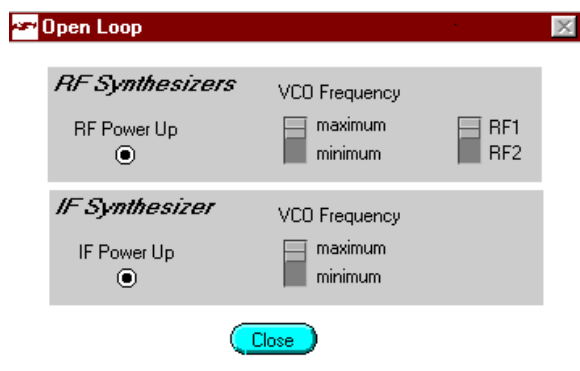 Open Loop
RF Synthesizers
VCO Frequency
RF Power Up
maximum
minimum
RF1
RF2
IF Synthesizer
VCO Frequency
IF Power Up
maximum
minimum
Close